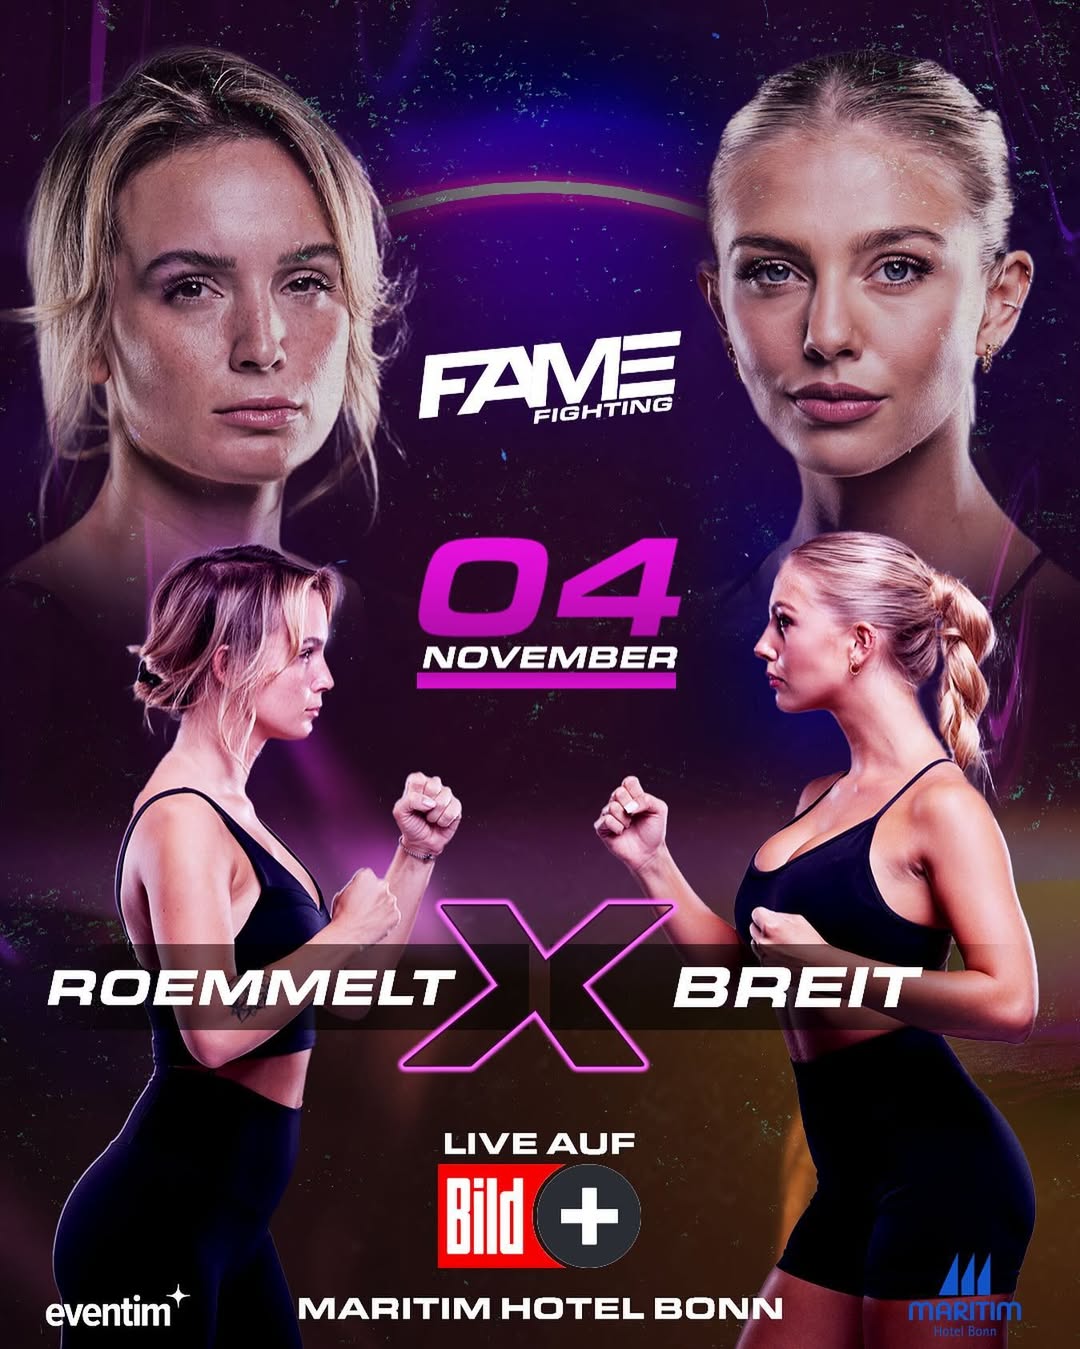 FAME
FIGHTING
04
NOVEMBER
ROEMMELT X BREIT
LIVE AUF
Bild +
eventim
MARITIM HOTEL BONN
MARITIM
Hotel Bonn